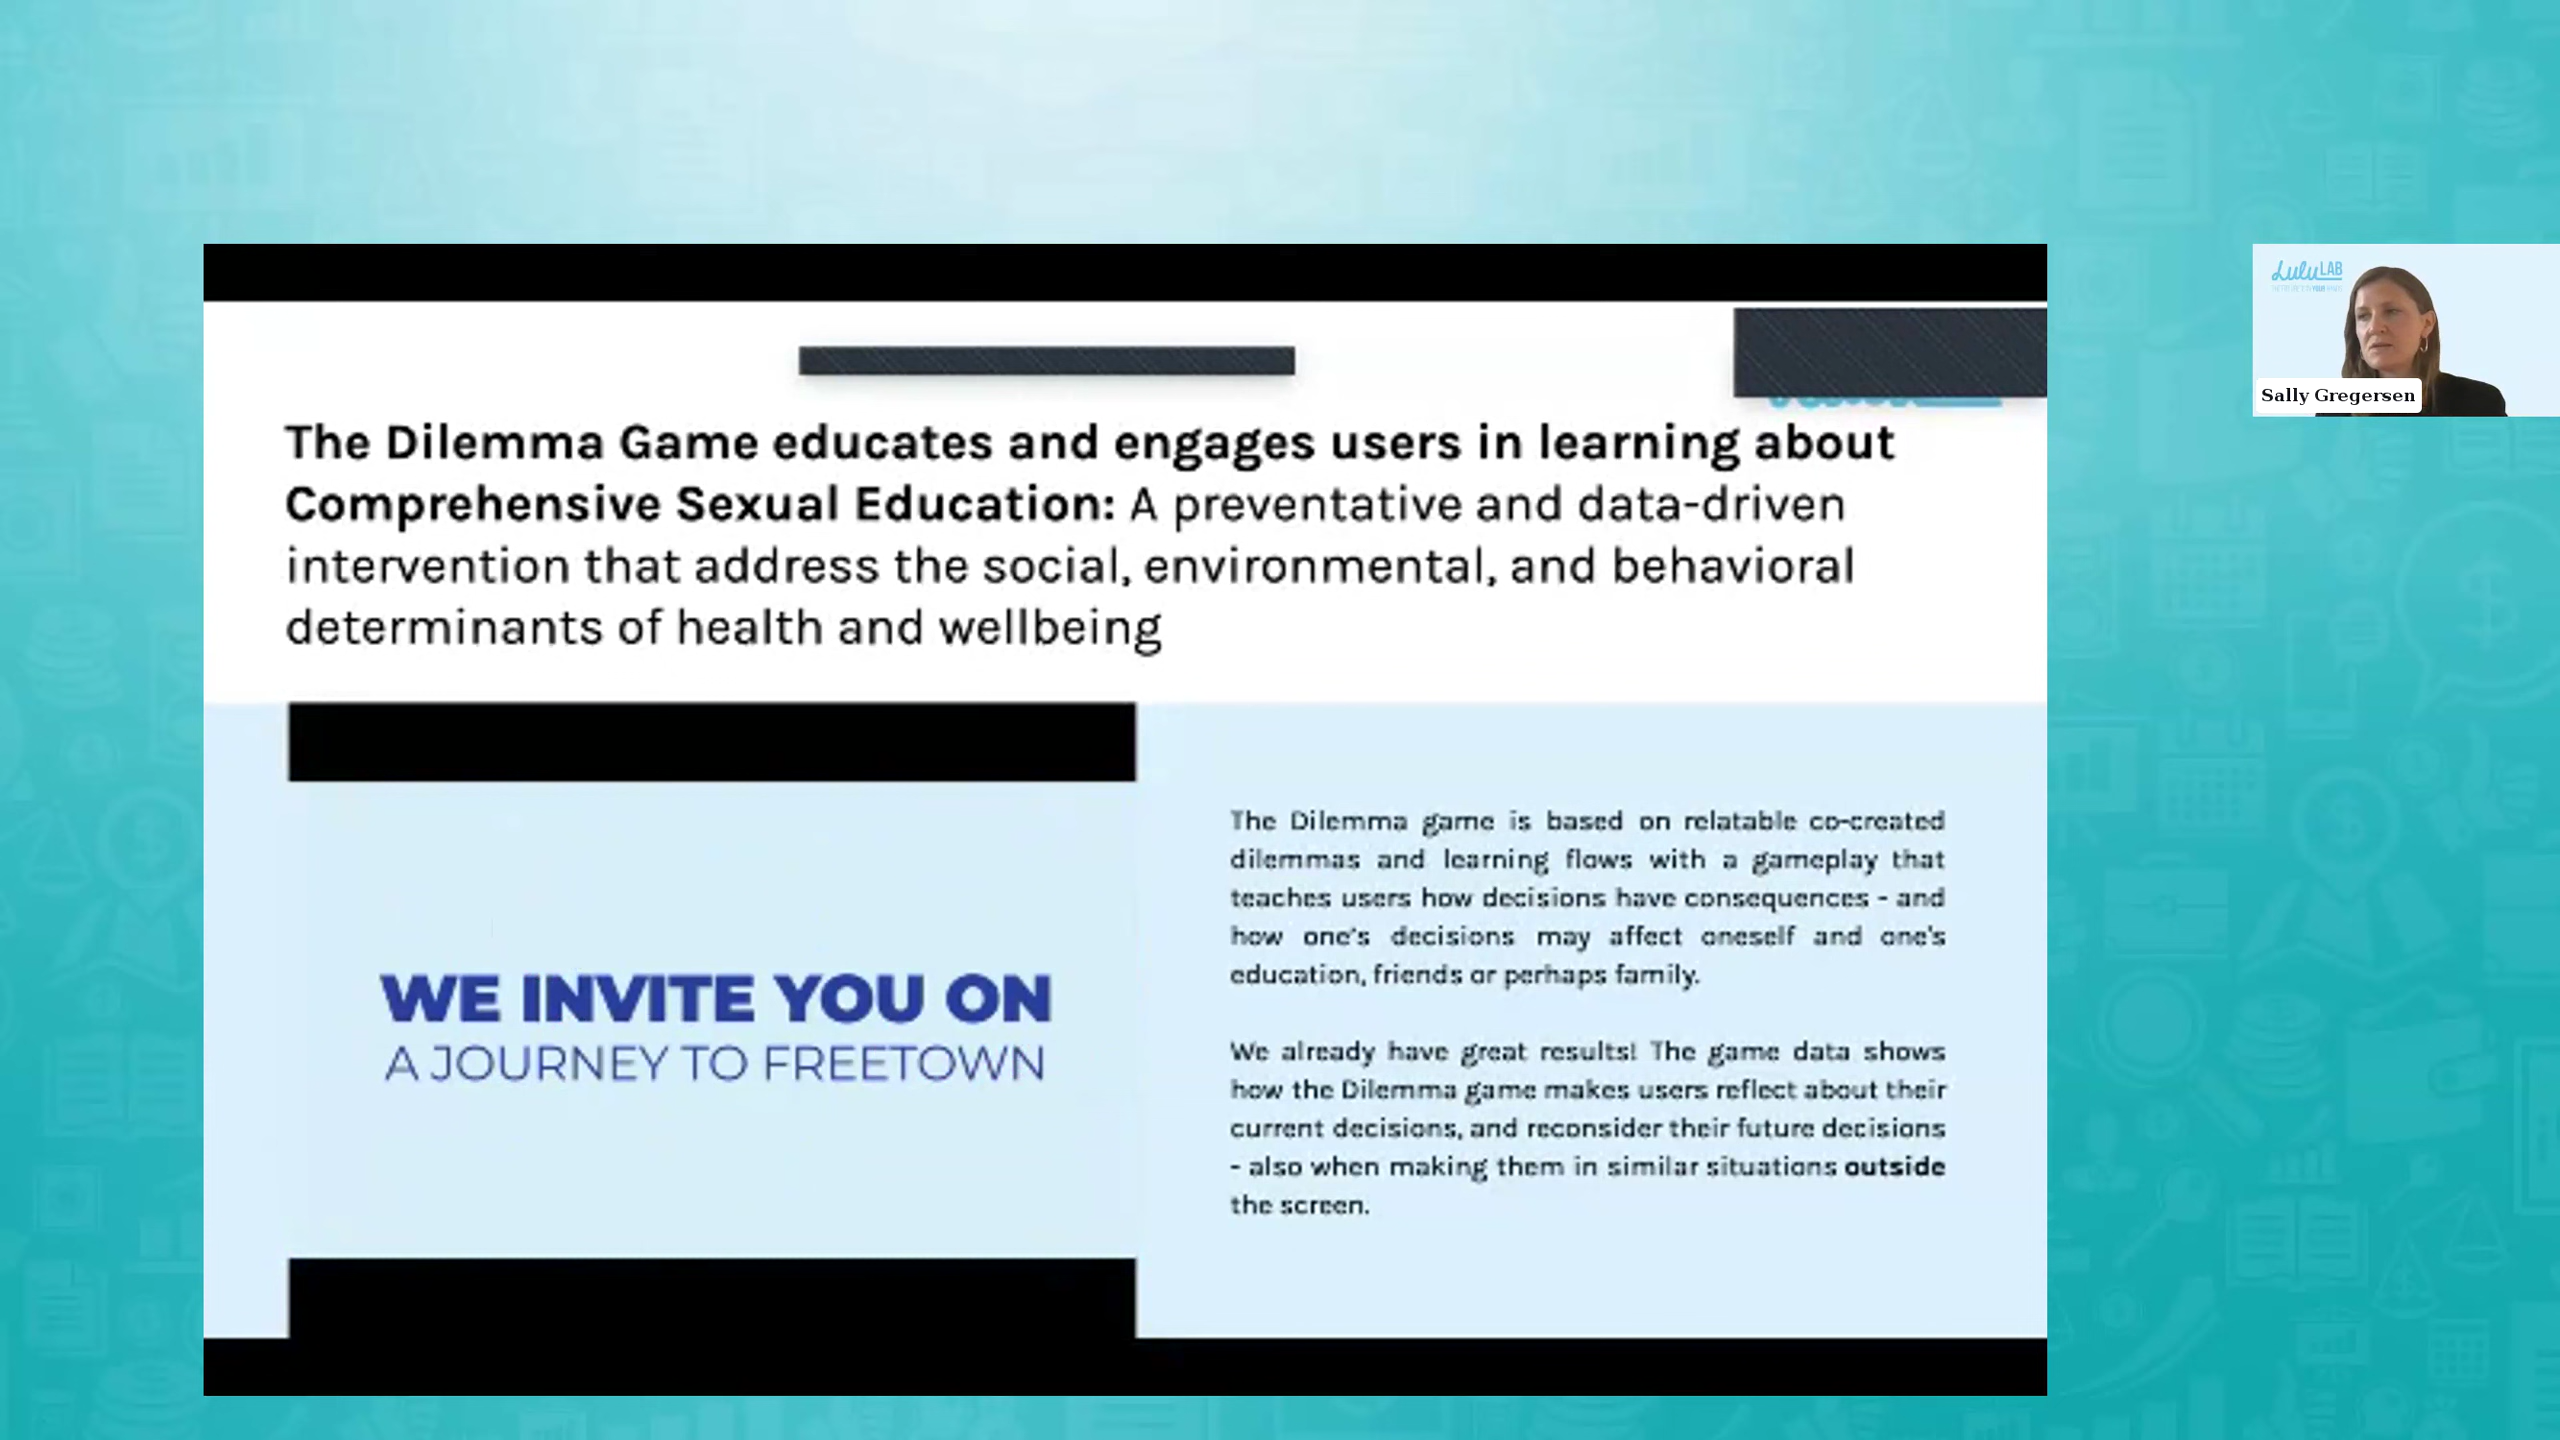 The Dilemma Game educates and engages users in learning about
Comprehensive Sexual Education: A preventative and data-driven
intervention that address the social, environmental, and behavioral
determinants of health and wellbeing
WE INVITE YOU ON
A JOURNEY TO FREETOWN
The Dilemma game is based on relatable co-created
dilemmas and learning flows with a gameplay that
teaches users how decisions have consequences - and
how one's decisions may affect oneself and one's
education, friends or perhaps family.
We already have great results! The game data shows
how the Dilemma game makes users reflect about their
current decisions, and reconsider their future decisions
- also when making them in similar situations outside
the screen.
LuluLAB
Sally Gregersen